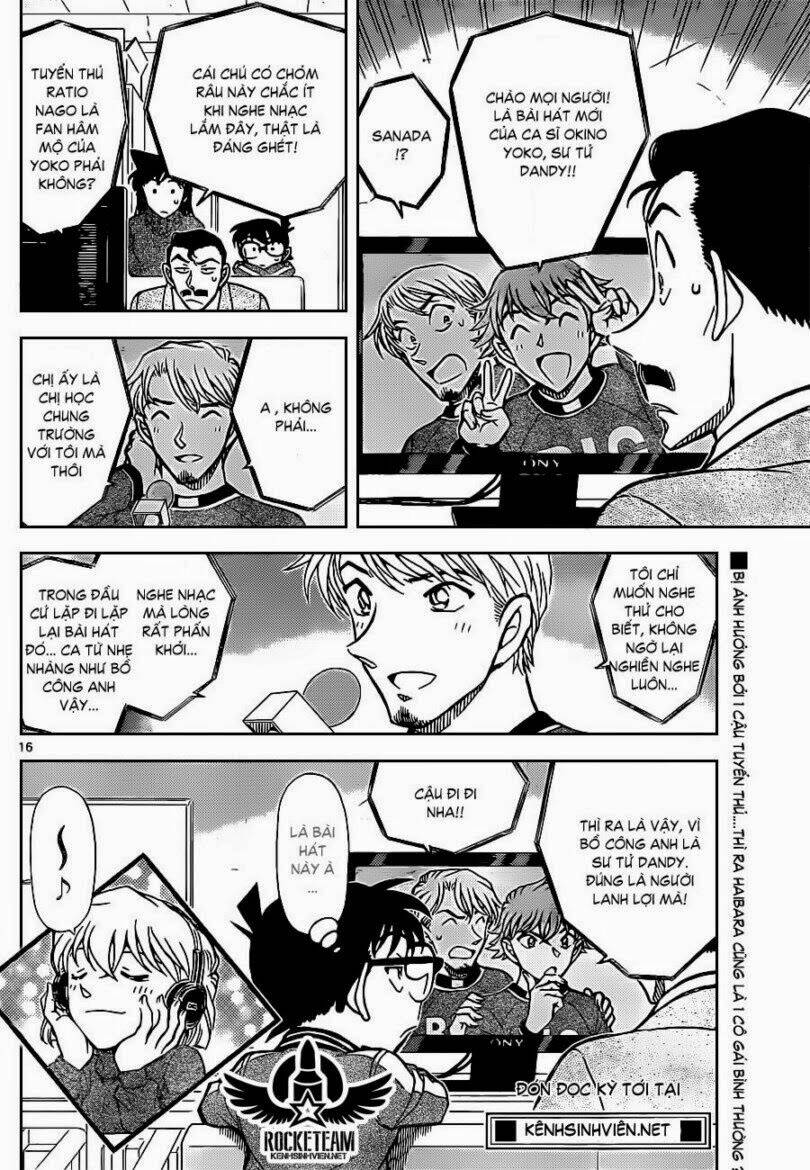 CHÀO MỌI NGƯỜI!
LÀ BÀI HÁT MỚI
CỦA CA SĨ OKINO
YOKO, SƯ TỬ
DANDY!!
SANADA
!?
CÁI CHÚ CÓ CHÒM
RÂU NÀY CHẮC ÍT
KHI NGHE NHẠC
LẮM ĐÂY, THẬT LÀ
ĐÁNG GHÉT!
TUYỂN THỦ
RATIO
NAGO LÀ
FAN HÂM
MỘ CỦA
YOKO PHẢI
KHÔNG?
BIG
ONY
A , KHÔNG
PHẢI...
CHỊ ẤY LÀ
CHỊ HỌC
CHUNG
TRƯỜNG
VỚI TÔI MÀ
THÔI
TÔI CHỈ
MUỐN NGHE
THỬ CHO
BIẾT, KHÔNG
NGỜ LẠI
NGHIỀN NGHE
LUÔN...
NGHE NHẠC
MÀ LÒNG
RẤT PHẤN
KHỞI...
TRONG ĐẦU
CỨ LẶP ĐI LẶP
LẠI BÀI HÁT
ĐÓ... CA TỪ NHẸ
NHÀNG NHƯ BỒ
CÔNG ANH
VẬY...
16
THÌ RA LÀ VẬY, VÌ
BỒ CÔNG ANH LÀ
SƯ TỬ DANDY.
ĐÚNG LÀ NGƯỜI
LANH LỢI MÀ!
CẬU ĐI ĐI
NHA!!
LÀ BÀI
HÁT
NÀY À
...
ONY
BỊ ẢNH HƯỞNG BỞI 1 CẬU TUYỂN THỦ....THÌ RA HAIBARA CŨNG LÀ 1 CÔ GÁI BÌNH THƯỜNG
ĐÓN ĐỌC KỲ TỚI TẠI
KÊNHSINHVIÊN.NET
ROCKETEAM
KENHSINHVIEN.NET